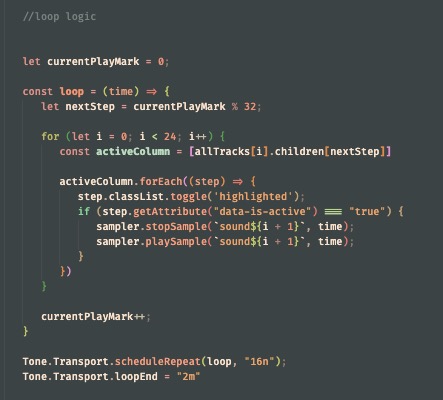 //loop logic
let currentPlayMark = 0;
const loop = (time) => {
let nextStep = currentPlayMark % 32;
for (let i = 0; i < 24; i++) {
const activeColumn = [allTracks[i].children[nextStep]]
activeColumn.forEach((step) => {
step.classList.toggle('highlighted');
if (step.getAttribute("data-is-active") === "true") {
sampler.stopSample(`sound${i + 1}`, time);
sampler.playSample(`sound${i + 1}`, time);
}
})
}
currentPlayMark++;
}
Tone.Transport.scheduleRepeat(loop, "16n");
Tone.Transport.loopEnd = "2m"